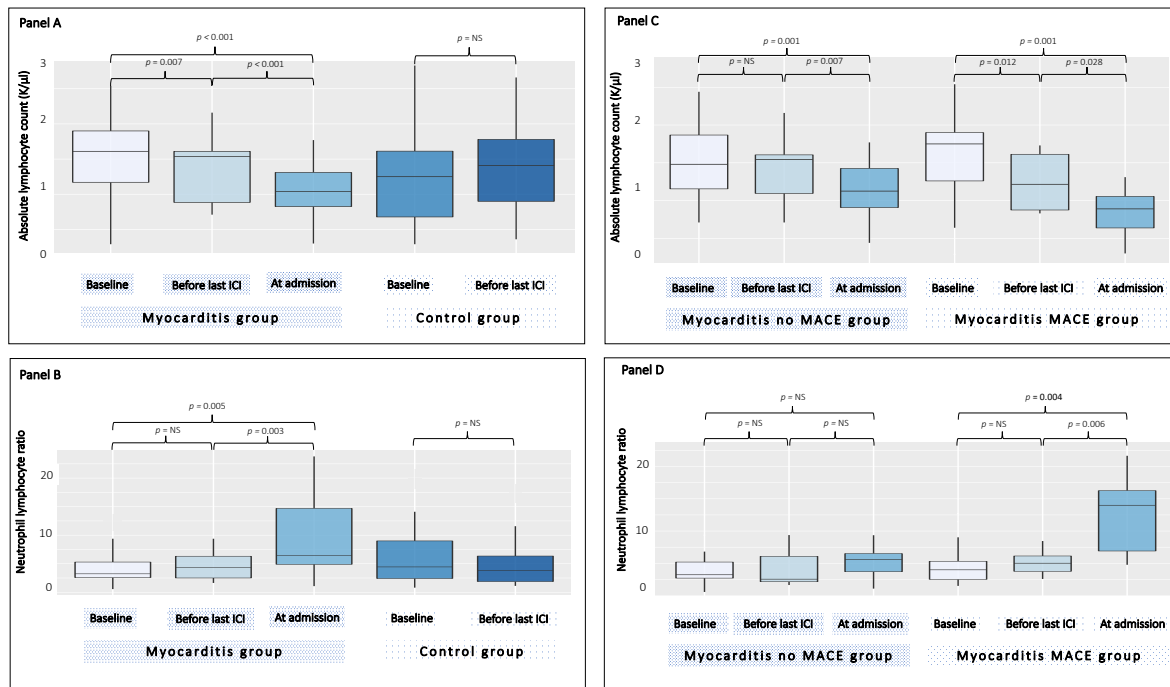 Panel A
p < 0.001
p = NS
p = 0.007
p < 0.001
Absolute lymphocyte count (K/µl)
3
2
1
0
Baseline
Before last ICI
At admission
Baseline
Before last ICI
Myocarditis group
Control group
Panel C
p = 0.001
p = 0.001
p = NS
p = 0.007
p = 0.012
p = 0.028
Absolute lymphocyte count (K/µl)
3
2
1
0
Baseline
Before last ICI
At admission
Baseline
Before last ICI
At admission
Myocarditis no MACE group
Myocarditis MACE group
Panel B
p = 0.005
p = NS
p = NS
p = 0.003
Neutrophil lymphocyte ratio
20
10
0
Baseline
Before last ICI
At admission
Baseline
Before last ICI
Myocarditis group
Control group
Panel D
p = NS
p = 0.004
p = NS
p = NS
p = NS
p = 0.006
Neutrophil lymphocyte ratio
20
10
0
Baseline
Before last ICI
At admission
Baseline
Before last ICI
At admission
Myocarditis no MACE group
Myocarditis MACE group